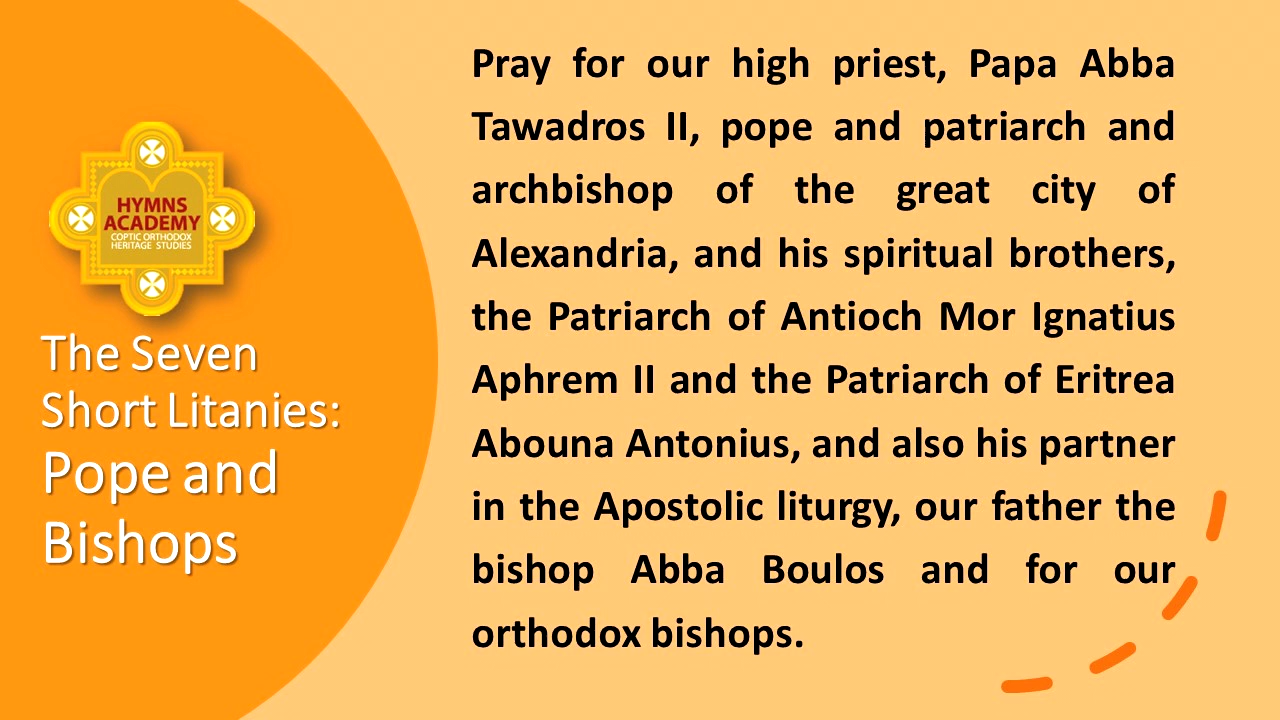 HYMNS
ACADEMY
COPTIC ORTHODOX
HERITAGE STUDIES
The Seven
Short Litanies:
Pope and
Bishops
Pray for our high priest, Papa Abba
Tawadros II, pope and patriarch and
archbishop of the great city of
Alexandria, and his spiritual brothers,
the Patriarch of Antioch Mor Ignatius
Aphrem II and the Patriarch of Eritrea
Abouna Antonius, and also his partner
in the Apostolic liturgy, our father the
bishop Abba Boulos and for our
orthodox bishops.